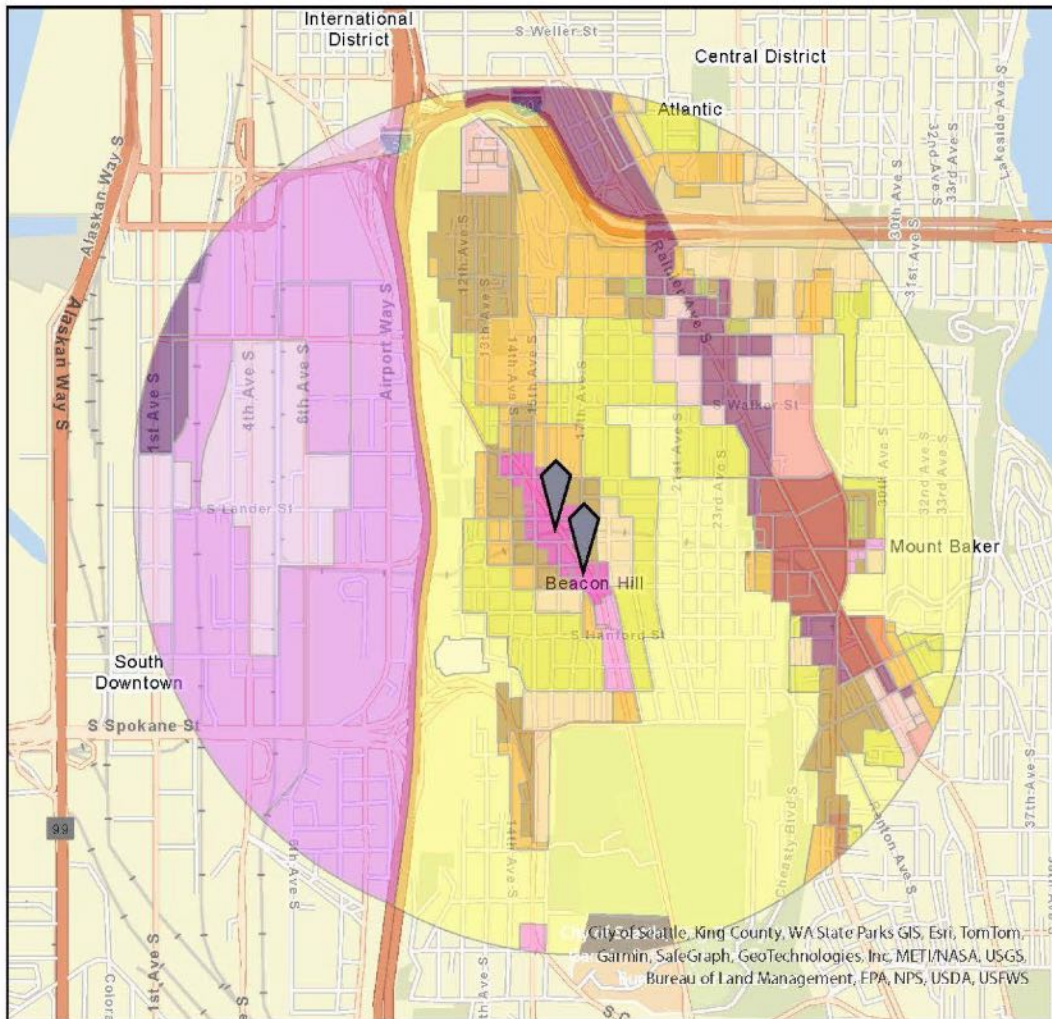 International
District
S Weller St
Central District
Atlantic
Alaskan Way S
Alaskan Way S
Lakeside Ave S
32nd Ave S
33rd Ave S
30th Ave S
31st Ave S
Rainier Ave S
12th Ave S
13th Ave S
14th Ave S
15th Ave S
17th Ave S
Airport Way S
1st Ave S
4th Ave S
6th Ave S
S Walker St
21st Ave S
23rd Ave S
30th Ave S
32nd Ave S
33rd Ave S
S Lander St
Mount Baker
Beacon Hill
S Hanford St
South
Downtown
S Spokane St
99
6th Ave S
14th Ave S
Cheasty Blvd S
Renton Ave S
37th Ave S
1st Ave S
14th Ave S
15th Ave S
City of Seattle, King County, WA State Parks GIS, Esri, TomTom,
Garmin, SafeGraph, GeoTechnologies, Inc, METI/NASA, USGS,
Bureau of Land Management, EPA, NPS, USDA, USFWS